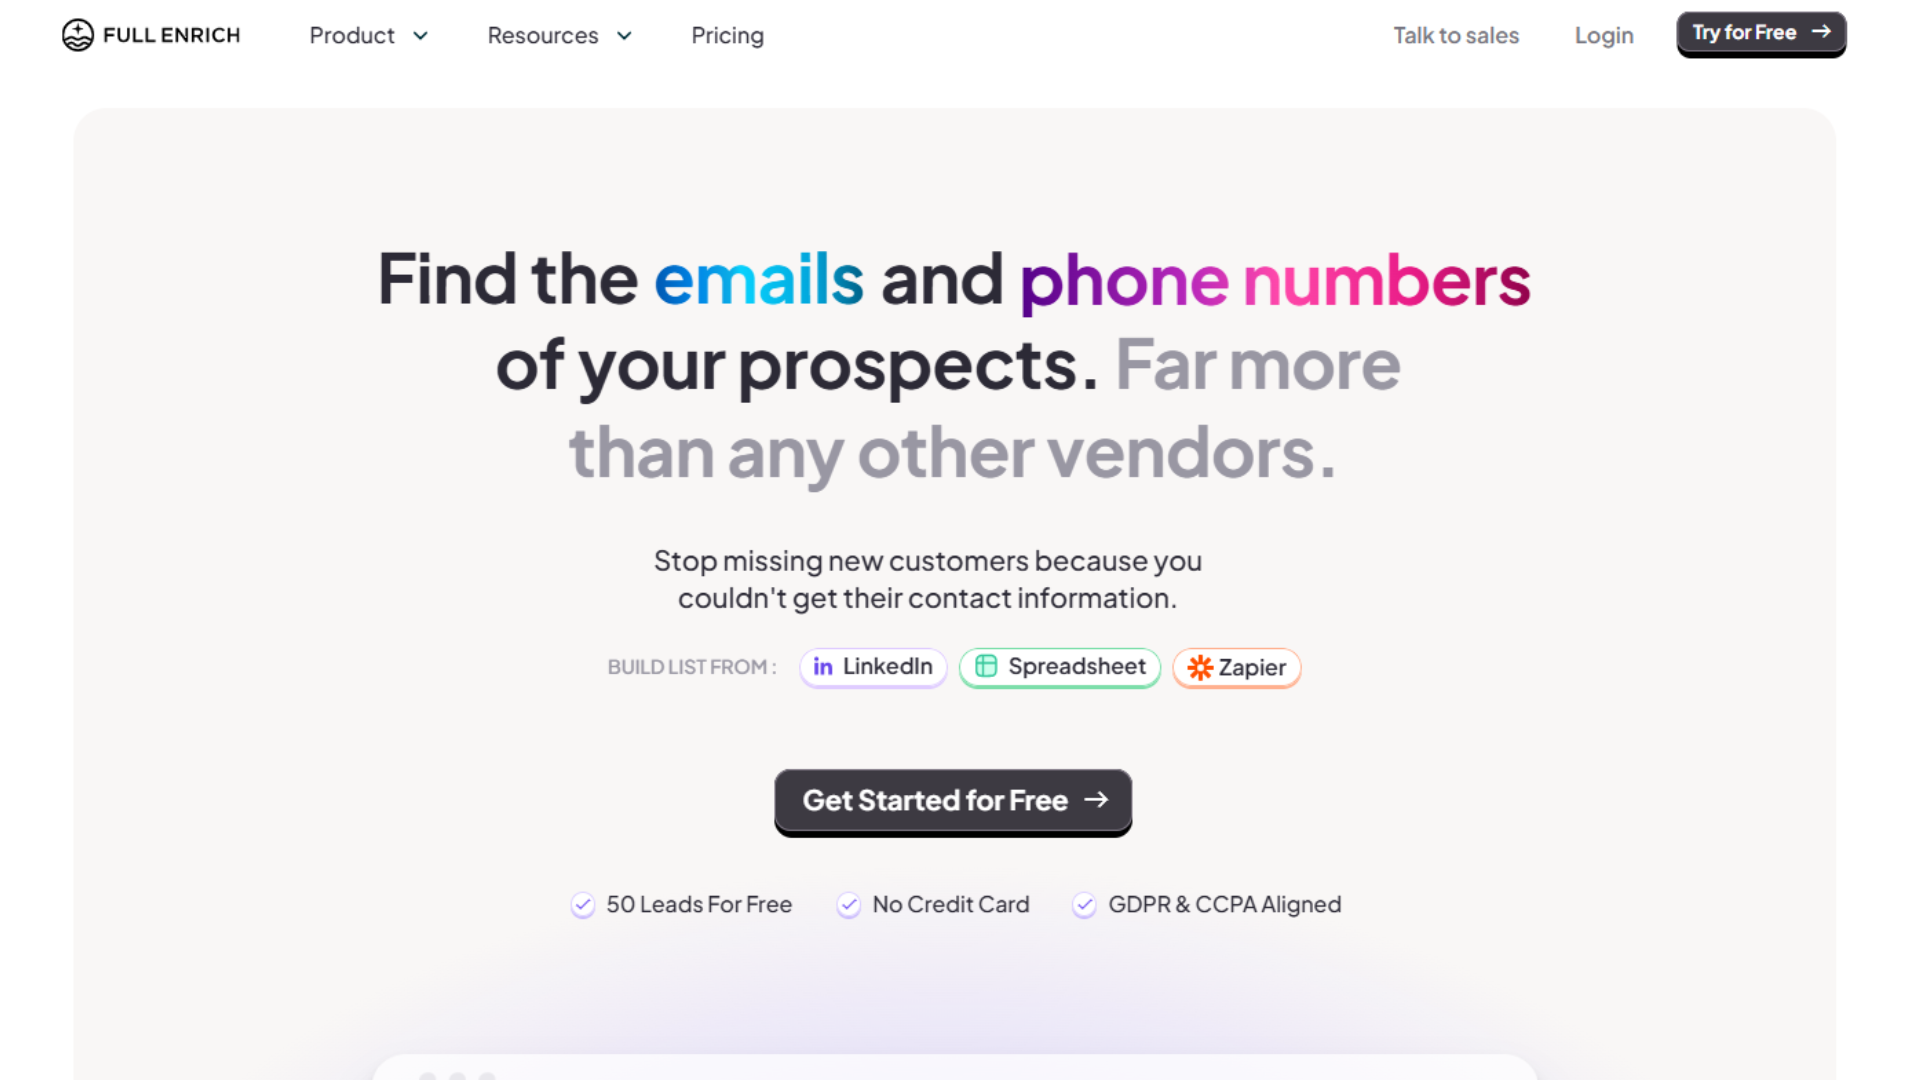 FULL ENRICH
Product
Resources
Pricing
Talk to sales
Login
Try for Free
Find the emails and phone numbers
of your prospects. Far more
than any other vendors.
Stop missing new customers because you
couldn't get their contact information.
BUILD LIST FROM :
in LinkedIn
Spreadsheet
Zapier
Get Started for Free
50 Leads For Free
No Credit Card
GDPR & CCPA Aligned